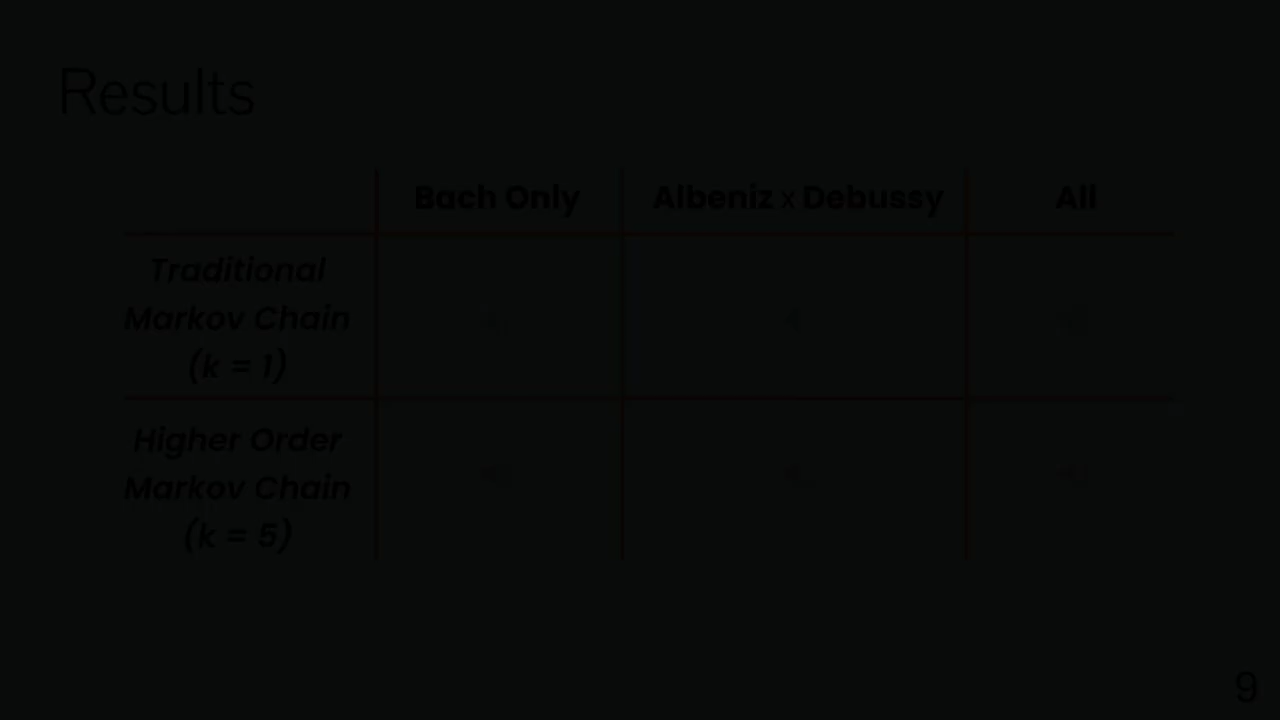 Results
Bach Only
Albeniz x Debussy
All
Traditional
Markov Chain
(k = 1)
Higher Order
Markov Chain
(k = 5)
9